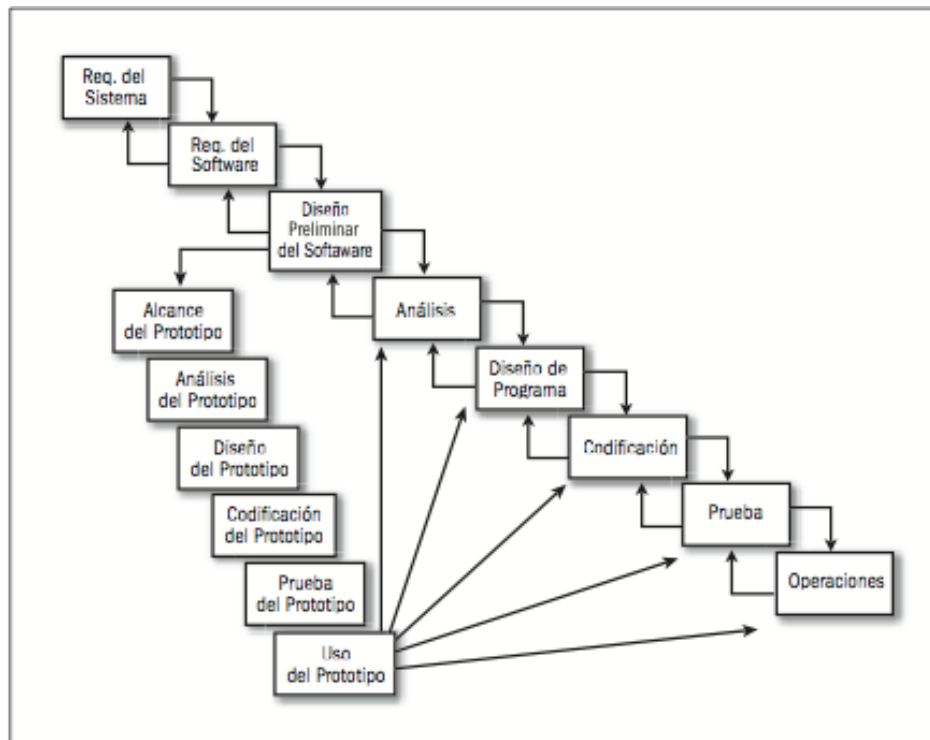 Req. del
Sistema
Req. del
Software
Diseño
Preliminar
del Softaware
Alcance
del Prototipo
Análisis
Análisis
del Prototipo
Diseño de
Programa
Diseño
del Prototipo
Codificación
Codificación
del Prototipo
Prueba
Prueba
del Prototipo
Operaciones
Uso
del Prototipo